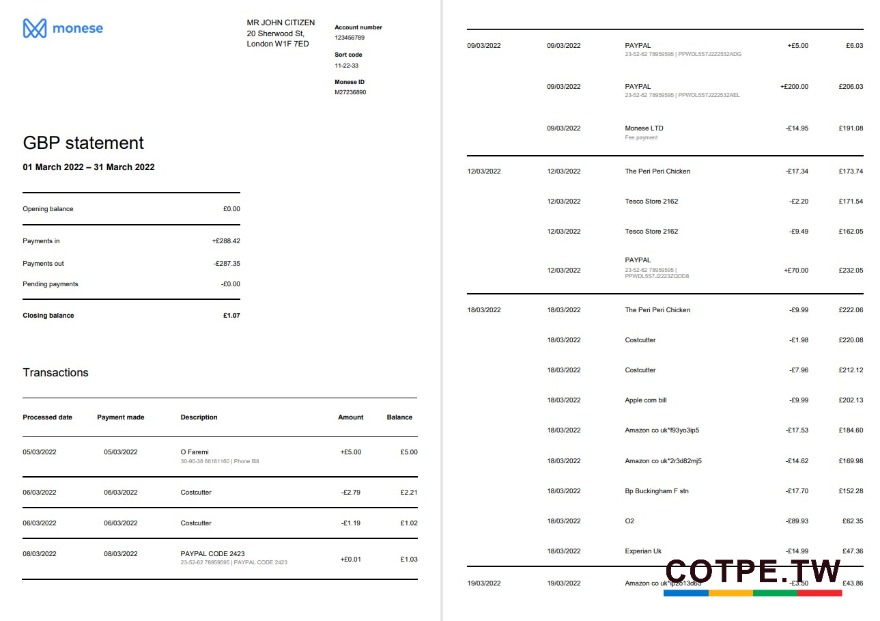 monese
MR JOHN CITIZEN
20 Sherwood St,
London W1F 7ED
Account number
123456789
Sort code
11-22-33
Monese ID
M27236890
GBP statement
01 March 2022 – 31 March 2022
Opening balance £0.00
Payments in +£288.42
Payments out -£287.35
Pending payments -£0.00
Closing balance £1.07
Transactions
Processed date Payment made Description Amount Balance
05/03/2022 05/03/2022 O Faremi +£5.00 £5.00
Phone Bill
06/03/2022 06/03/2022 Costcutter -£2.79 £2.21
06/03/2022 06/03/2022 Costcutter -£1.19 £1.02
08/03/2022 08/03/2022 PAYPAL CODE 2423 +£0.01 £1.03
23-52-62 78959595 | PAYPAL CODE 2423
09/03/2022 09/03/2022 PAYPAL +£5.00 £6.03
23-52-62 78959595 |
09/03/2022 PAYPAL +£200.00 £206.03
23-52-62 78959595 |
09/03/2022 Monese LTD -£14.95 £191.08
Fee payment
12/03/2022 12/03/2022 The Peri Peri Chicken -£17.34 £173.74
12/03/2022 Tesco Store 2162 -£2.20 £171.54
12/03/2022 Tesco Store 2162 -£9.49 £162.05
12/03/2022 PAYPAL +£70.00 £232.05
23-52-62 78959595 |
18/03/2022 18/03/2022 The Peri Peri Chicken -£9.99 £222.06
18/03/2022 Costcutter -£1.98 £220.08
18/03/2022 Costcutter -£7.96 £212.12
18/03/2022 Apple com bill -£9.99 £202.13
18/03/2022 Amazon co uk*f93yo3ip5 -£17.53 £184.60
18/03/2022 Amazon co uk*2r3d82mj5 -£14.62 £169.98
18/03/2022 Bp Buckingham F stn -£17.70 £152.28
18/03/2022 O2 -£89.93 £62.35
18/03/2022 Experian Uk -£14.99 £47.36
19/03/2022 19/03/2022 Amazon co -£3.50 £43.86
COTPE.TW